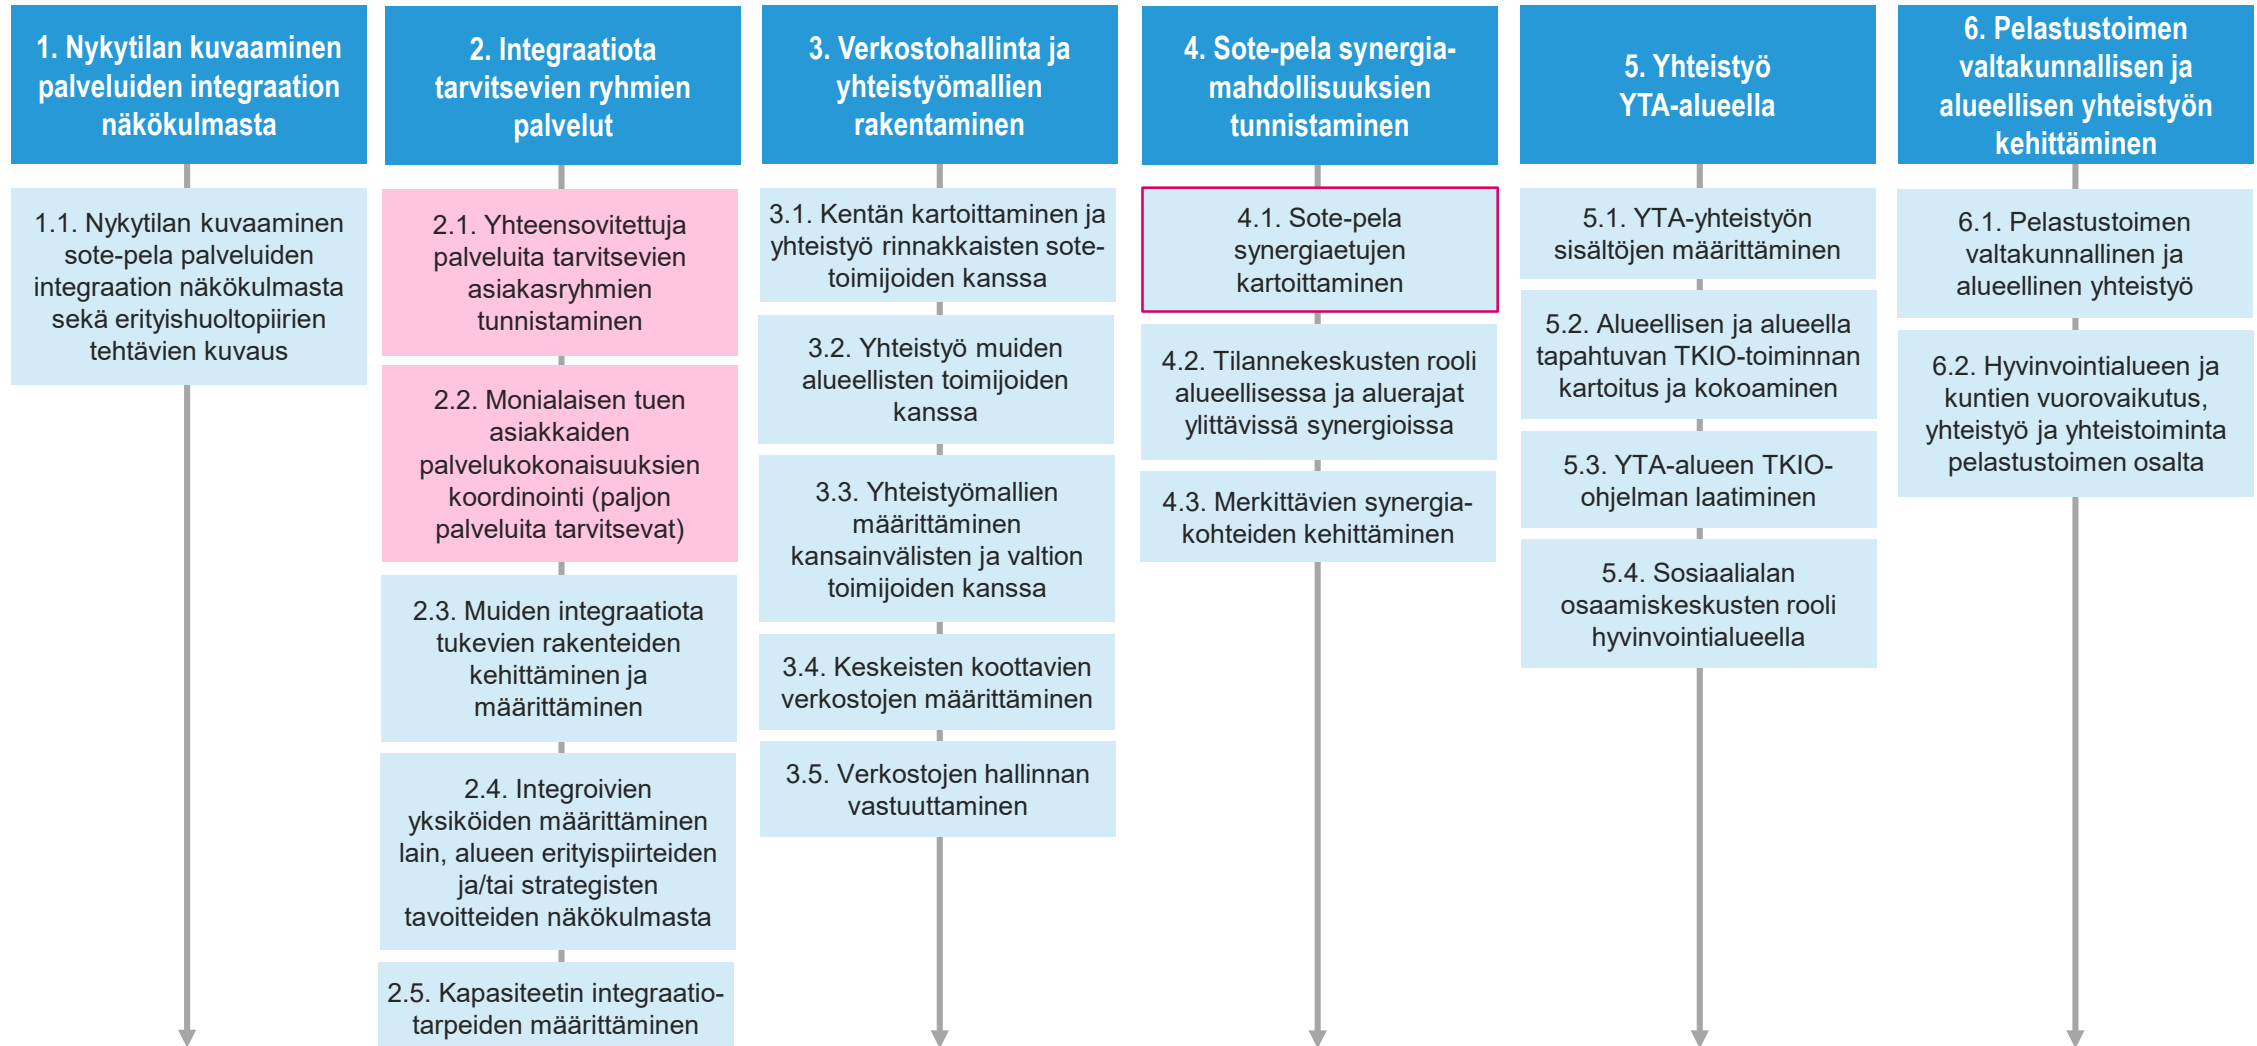 1. Nykytilan kuvaaminen
palveluiden integraation
näkökulmasta
1.1. Nykytilan kuvaaminen
sote-pela palveluiden
integraation näkökulmasta
sekä erityishuoltopiirien
tehtävien kuvaus
2. Integraatiota
tarvitsevien ryhmien
palvelut
2.1. Yhteensovitettuja
palveluita tarvitsevien
asiakasryhmien
tunnistaminen
2.2. Monialaisen tuen
asiakkaiden
palvelukokonaisuuksien
koordinointi (paljon
palveluita tarvitsevat)
2.3. Muiden integraatiota
tukevien rakenteiden
kehittäminen ja
määrittäminen
2.4. Integroivien
yksiköiden määrittäminen
lain, alueen erityispiirteiden
ja/tai strategisten
tavoitteiden näkökulmasta
2.5. Kapasiteetin integraatio-
tarpeiden määrittäminen
3. Verkostohallinta ja
yhteistyömallien
rakentaminen
3.1. Kentän kartoittaminen ja
yhteistyö rinnakkaisten sote-
toimijoiden kanssa
3.2. Yhteistyö muiden
alueellisten toimijoiden
kanssa
3.3. Yhteistyömallien
määrittäminen
kansainvälisten ja valtion
toimijoiden kanssa
3.4. Keskeisten koottavien
verkostojen määrittäminen
3.5. Verkostojen hallinnan
vastuuttaminen
4. Sote-pela synergia-
mahdollisuuksien
tunnistaminen
4.1. Sote-pela
synergiaetujen
kartoittaminen
4.2. Tilannekeskusten rooli
alueellisessa ja aluerajat
ylittävissä synergioissa
4.3. Merkittävien synergia-
kohteiden kehittäminen
5. Yhteistyö
YTA-alueella
5.1. YTA-yhteistyön
sisältöjen määrittäminen
5.2. Alueellisen ja alueella
tapahtuvan TKIO-toiminnan
kartoitus ja kokoaminen
5.3. YTA-alueen TKIO-
ohjelman laatiminen
5.4. Sosiaalialan
osaamiskeskusten rooli
hyvinvointialueella
6. Pelastustoimen
valtakunnallisen ja
alueellisen yhteistyön
kehittäminen
6.1. Pelastustoimen
valtakunnallinen ja
alueellinen yhteistyö
6.2. Hyvinvointialueen ja
kuntien vuorovaikutus,
yhteistyö ja yhteistoiminta
pelastustoimen osalta